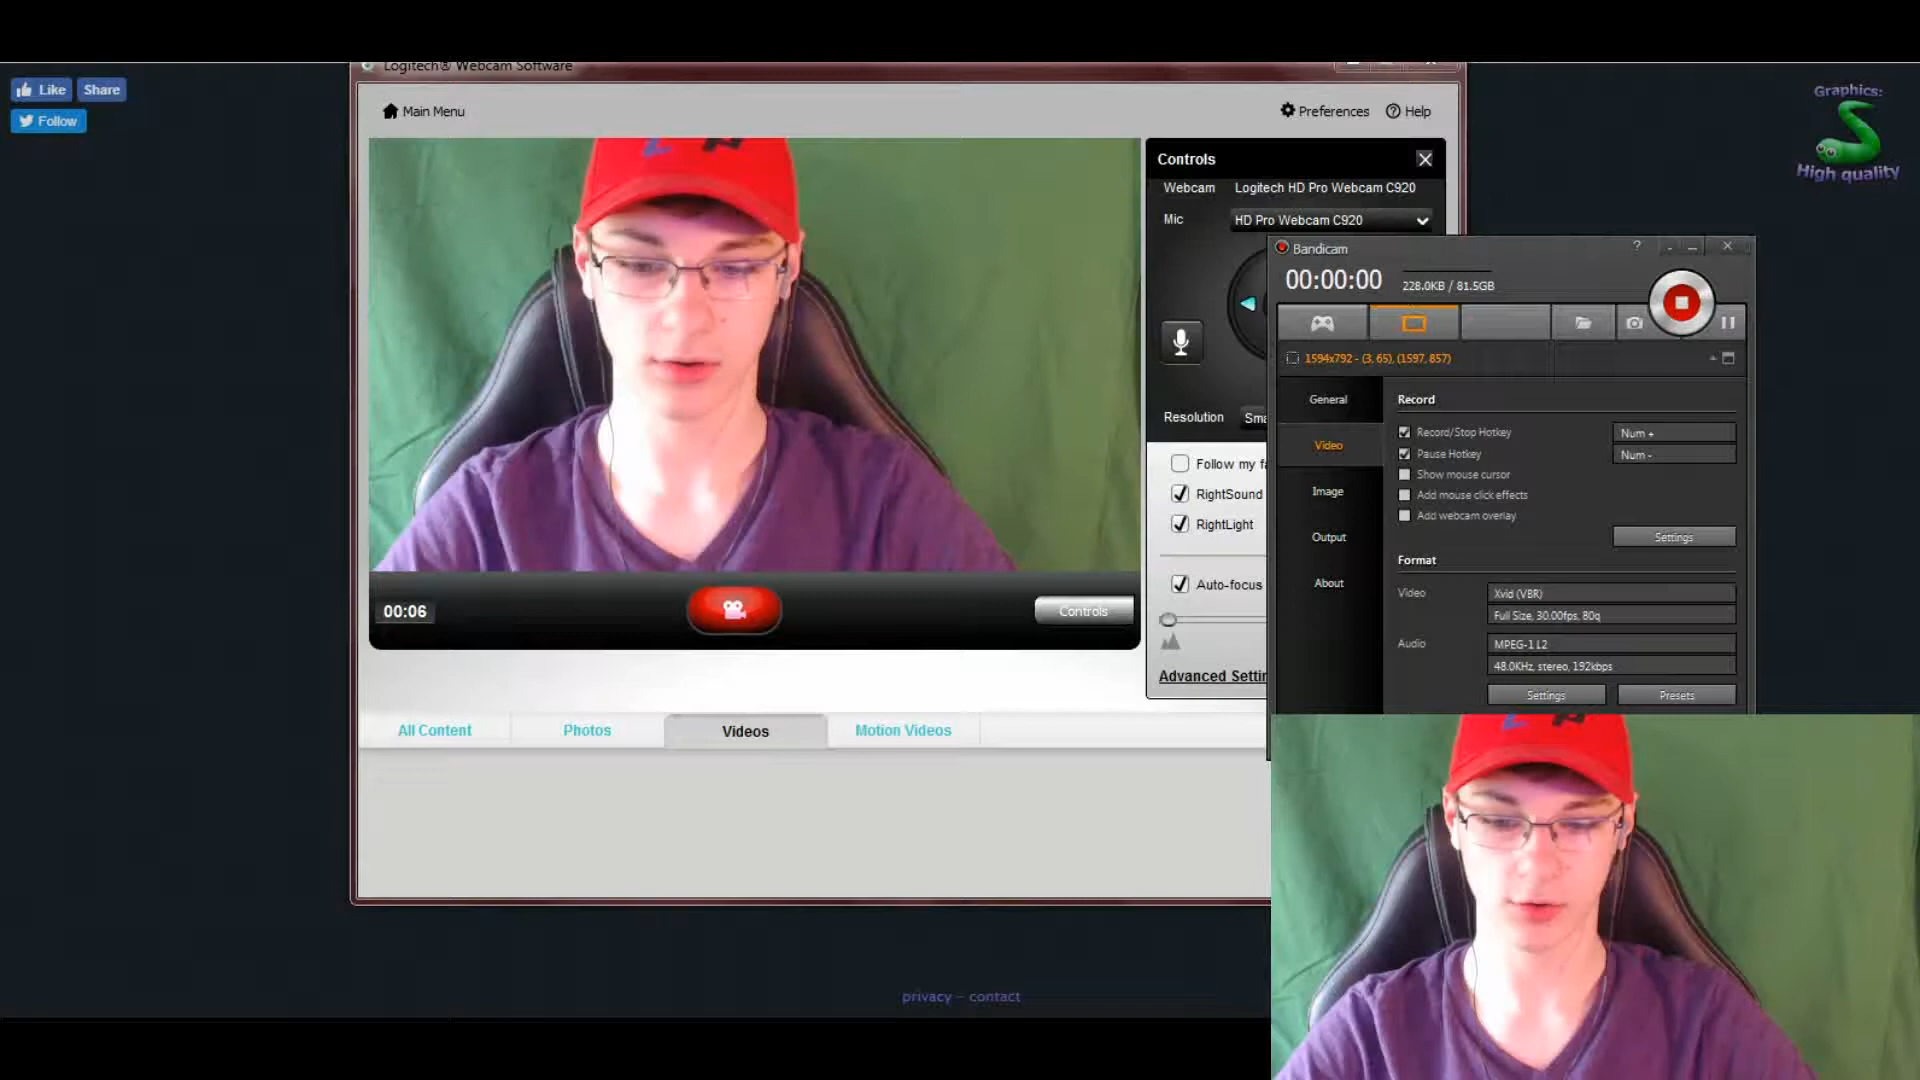 Logitech® Webcam Software
Like
Share
Follow
Main Menu
Preferences
Help
Graphics:
High quality
Controls
Webcam
Logitech HD Pro Webcam C920
Mic
HD Pro Webcam C920
Resolution
Sma
Follow my fa
RightSound
RightLight
Auto-focus
Advanced Settin
00:06
Controls
All Content
Photos
Videos
Motion Videos
Bandicam
?
00:00:00
228.0KB / 81.5GB
1594x792 - (3, 65), (1597, 857)
General
Video
Image
Output
About
Record
Record/Stop Hotkey
Num +
Pause Hotkey
Num -
Show mouse cursor
Add mouse click effects
Add webcam overlay
Settings
Format
Video
Xvid (VBR)
Full Size, 30.00fps, 80q
Audio
MPEG-1 L2
48.0KHz, stereo, 192kbps
Settings
Presets
privacy – contact